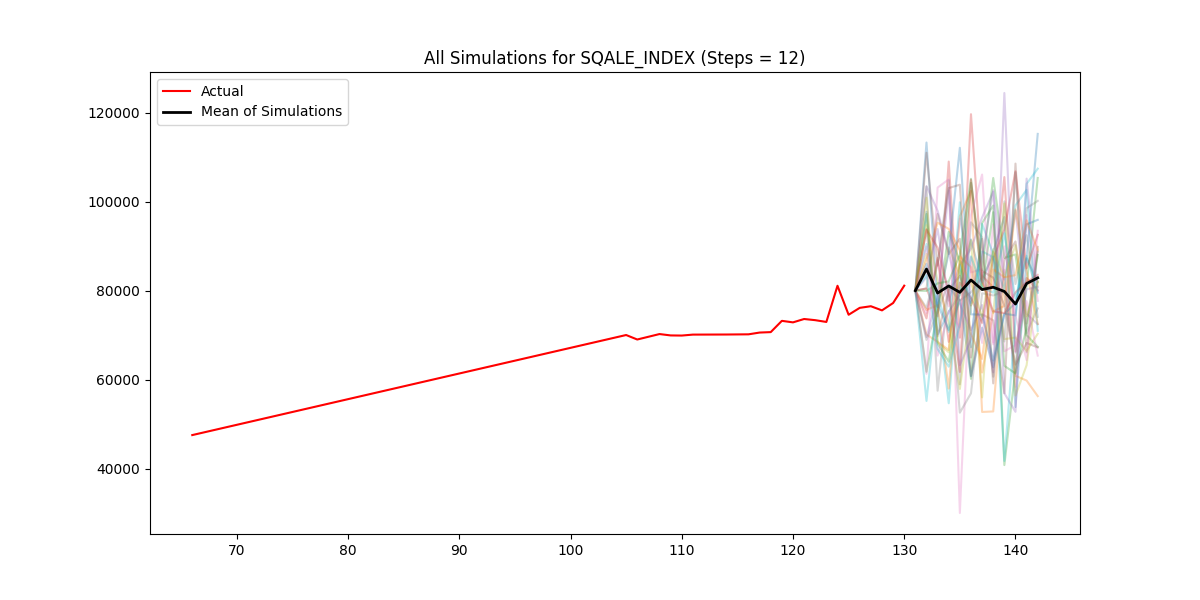 All Simulations for SQALE_INDEX (Steps = 12)
Actual
Mean of Simulations
120000
100000
80000
60000
40000
70 80 90 100 110 120 130 140